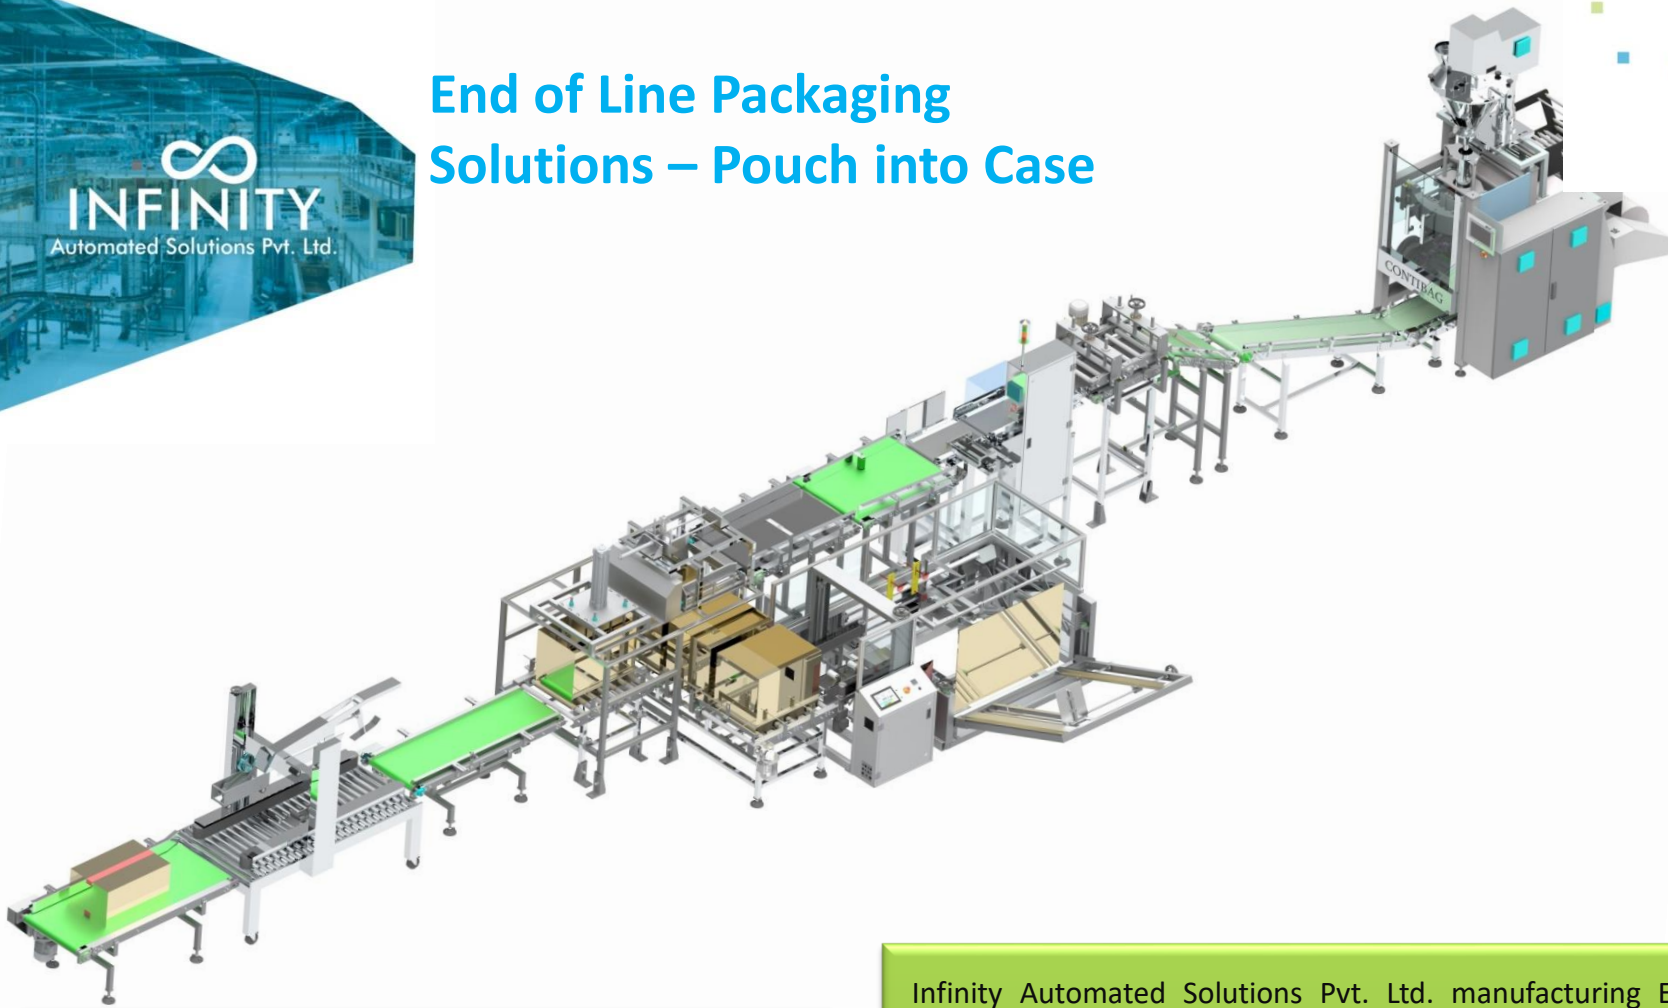 End of Line Packaging
Solutions – Pouch into Case
INFINITY
Automated Solutions Pvt. Ltd.
CONTIBAG
Infinity Automated Solutions Pvt. Ltd. manufacturing E